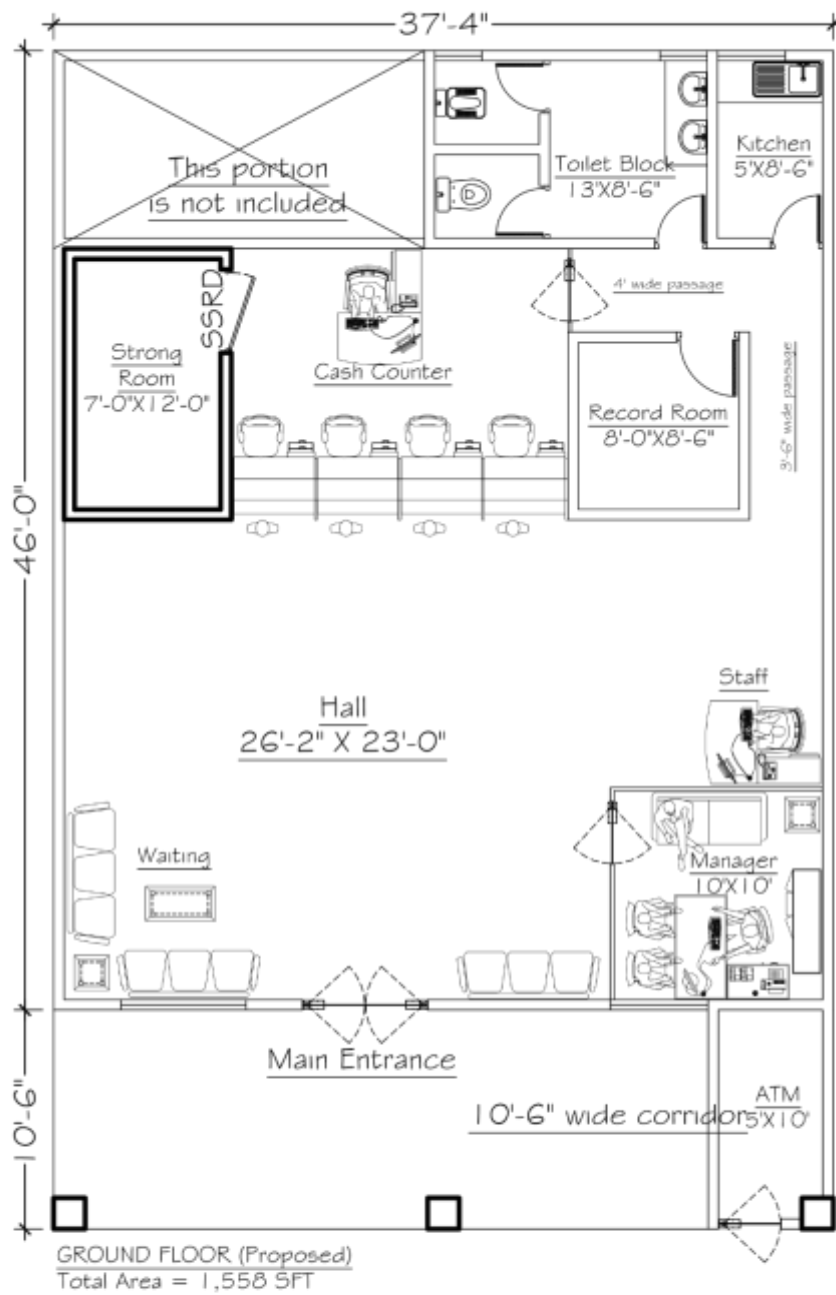 37'-4"
This portion
is not included
Toilet Block
13'X8'-6"
Kitchen
5'X8'-6"
4' wide passage
SSRD
Strong
Room
7'-0"X12'-0"
Cash Counter
Record Room
8'-0"X8'-6"
3'-6" wide passage
46'-0"
Hall
26'-2" X 23'-0"
Staff
Waiting
Manager
10'X10'
Main Entrance
10'-6"
10'-6" wide corridor
ATM
5'X10'
GROUND FLOOR (Proposed)
Total Area = 1,558 SFT